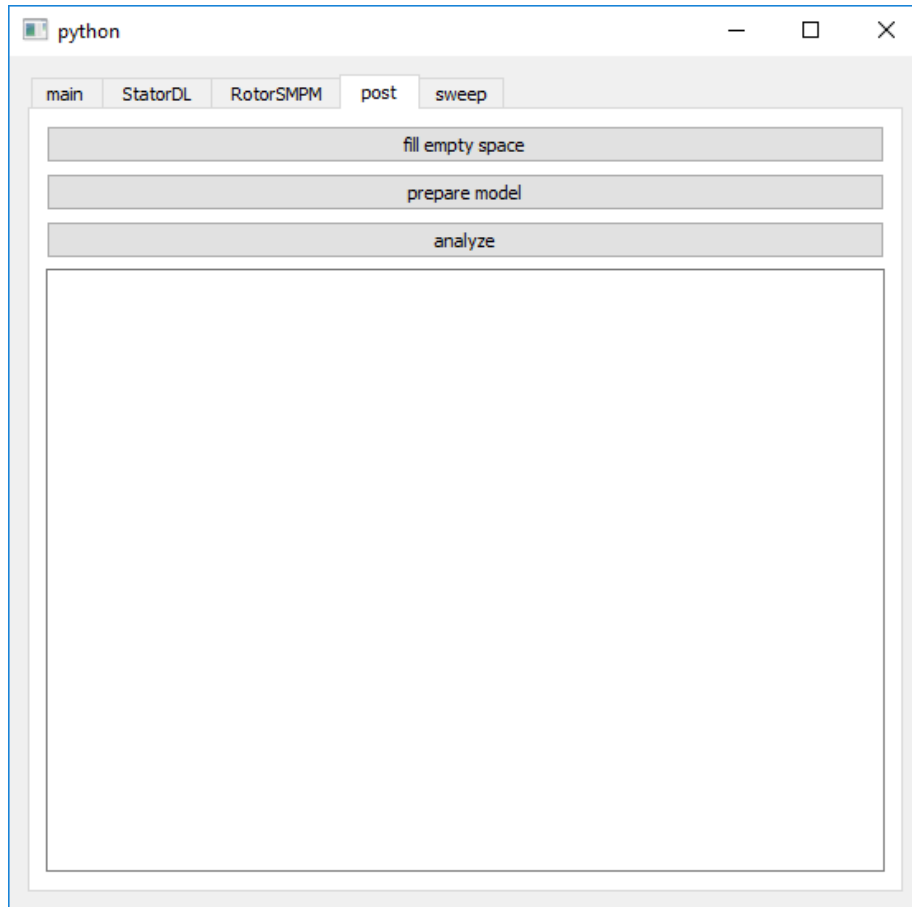 python
main StatorDL RotorSMPM post sweep
fill empty space
prepare model
analyze